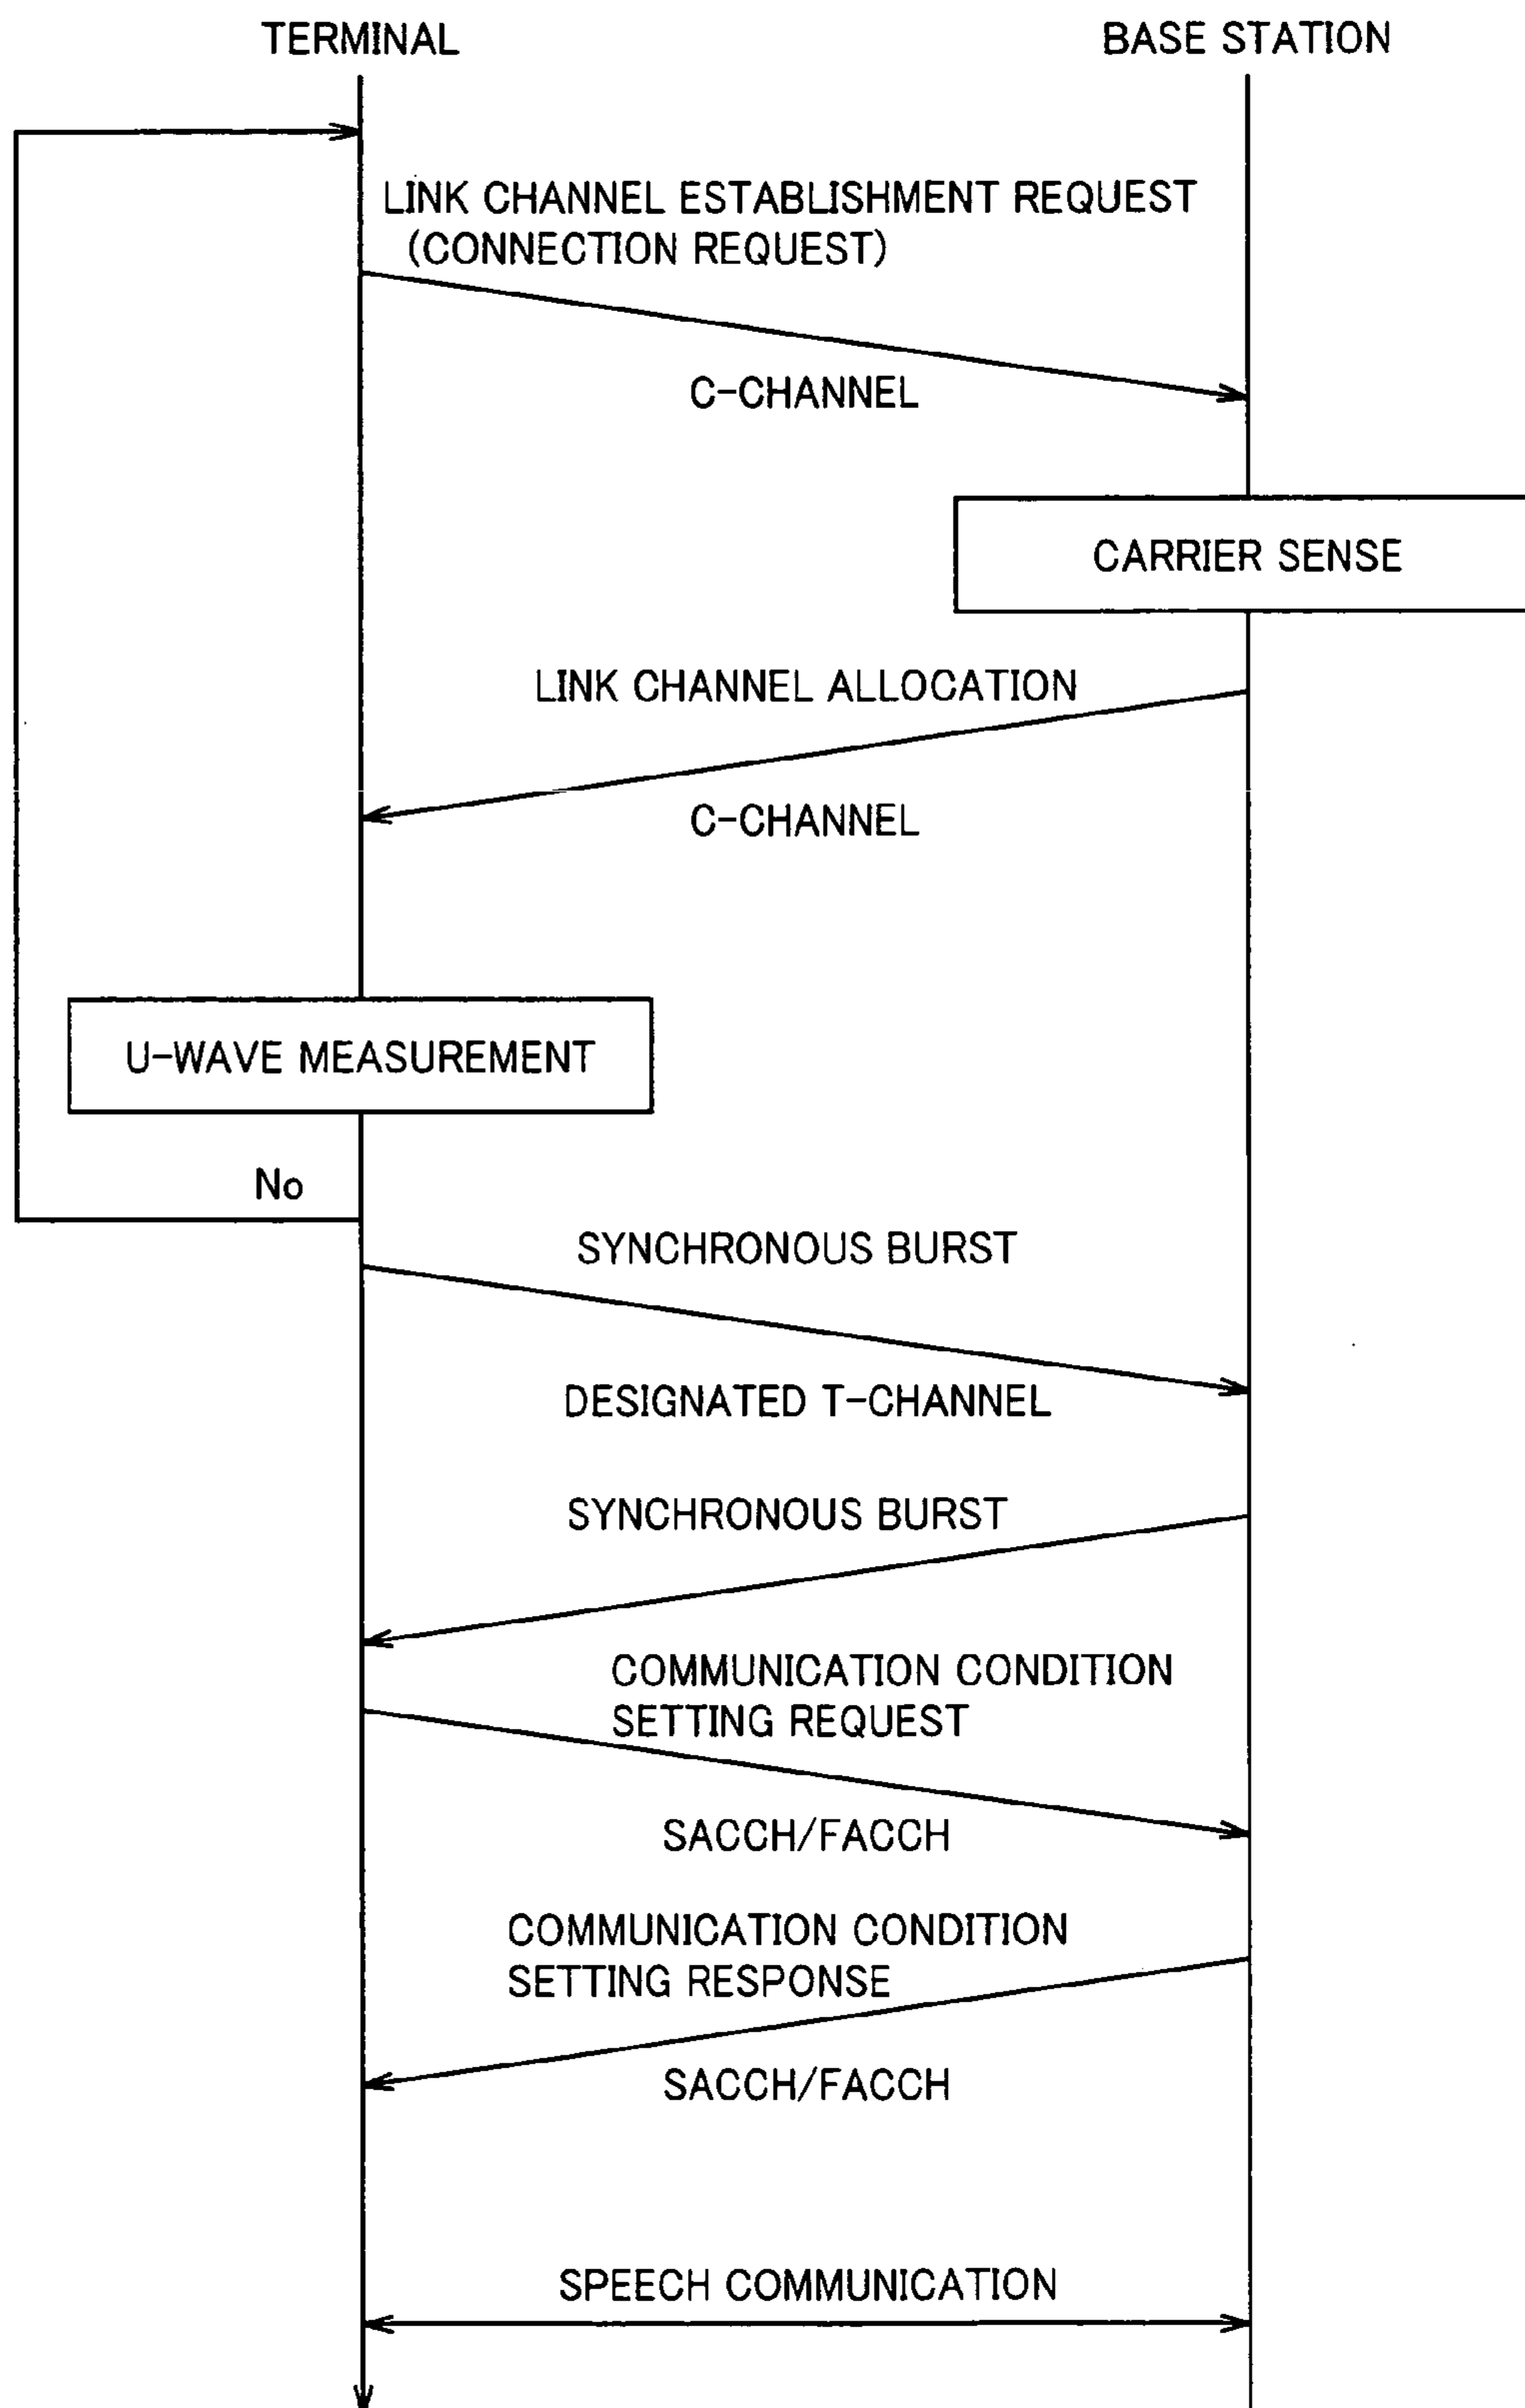 TERMINAL
BASE STATION
LINK CHANNEL ESTABLISHMENT REQUEST
(CONNECTION REQUEST)
C-CHANNEL
CARRIER SENSE
LINK CHANNEL ALLOCATION
C-CHANNEL
U-WAVE MEASUREMENT
No
SYNCHRONOUS BURST
DESIGNATED T-CHANNEL
SYNCHRONOUS BURST
COMMUNICATION CONDITION
SETTING REQUEST
SACCH/FACCH
COMMUNICATION CONDITION
SETTING RESPONSE
SACCH/FACCH
SPEECH COMMUNICATION